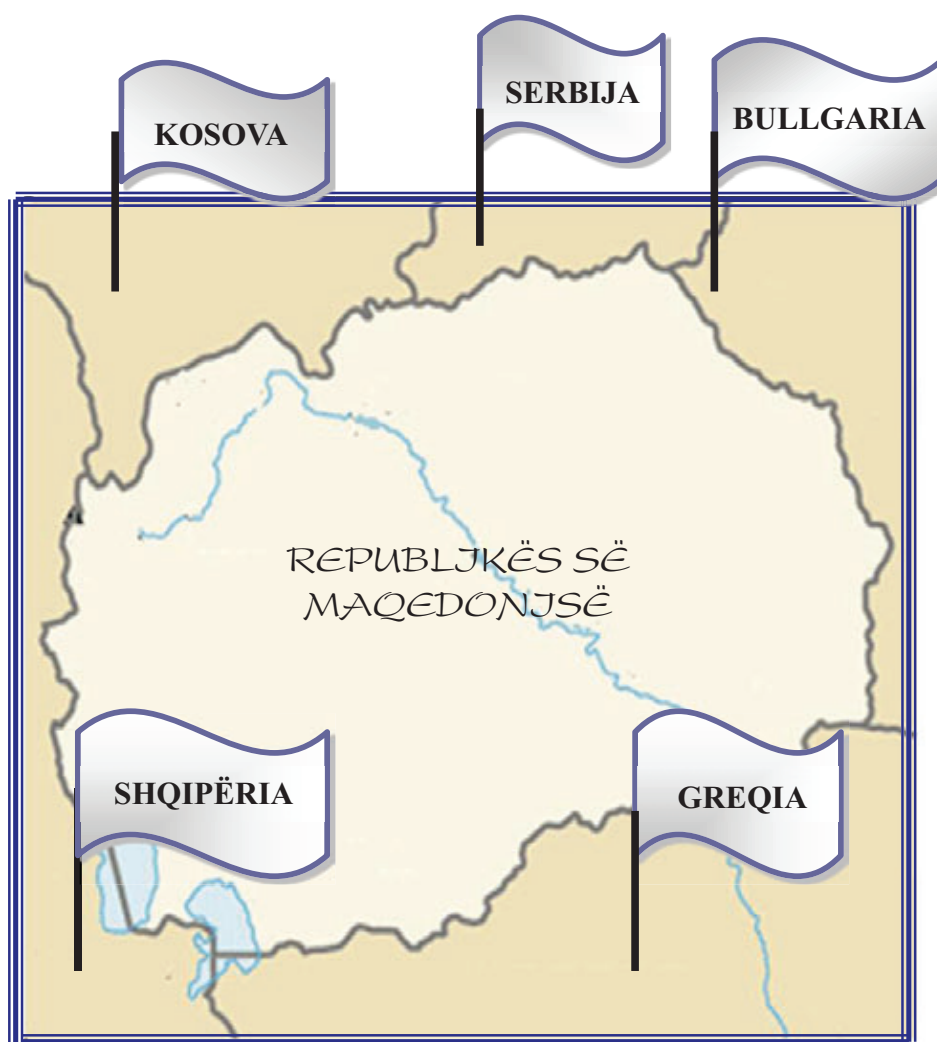 KOSOVA
SERBIJA
BULLGARIA
REPUBLIKËS SË
MAQEDONISË
SHQIPËRIA
GREQIA